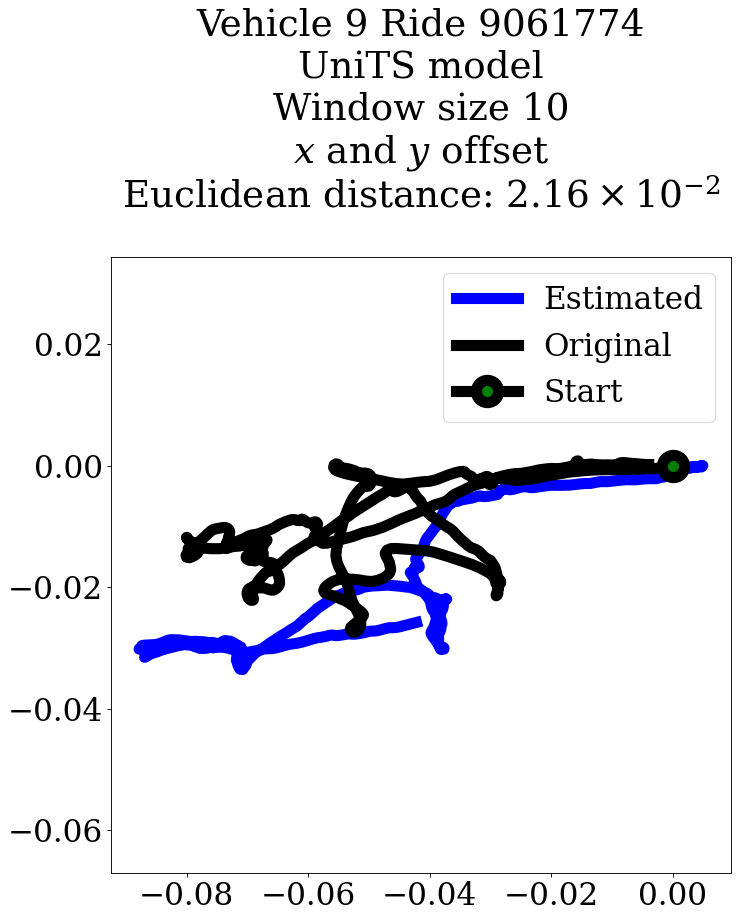 Vehicle 9 Ride 9061774
UniTS model
Window size 10
x and y offset
Euclidean distance: 2.16 × 10⁻²
Estimated
Original
Start
0.02
0.00
−0.02
−0.04
−0.06
−0.08 −0.06 −0.04 −0.02 0.00